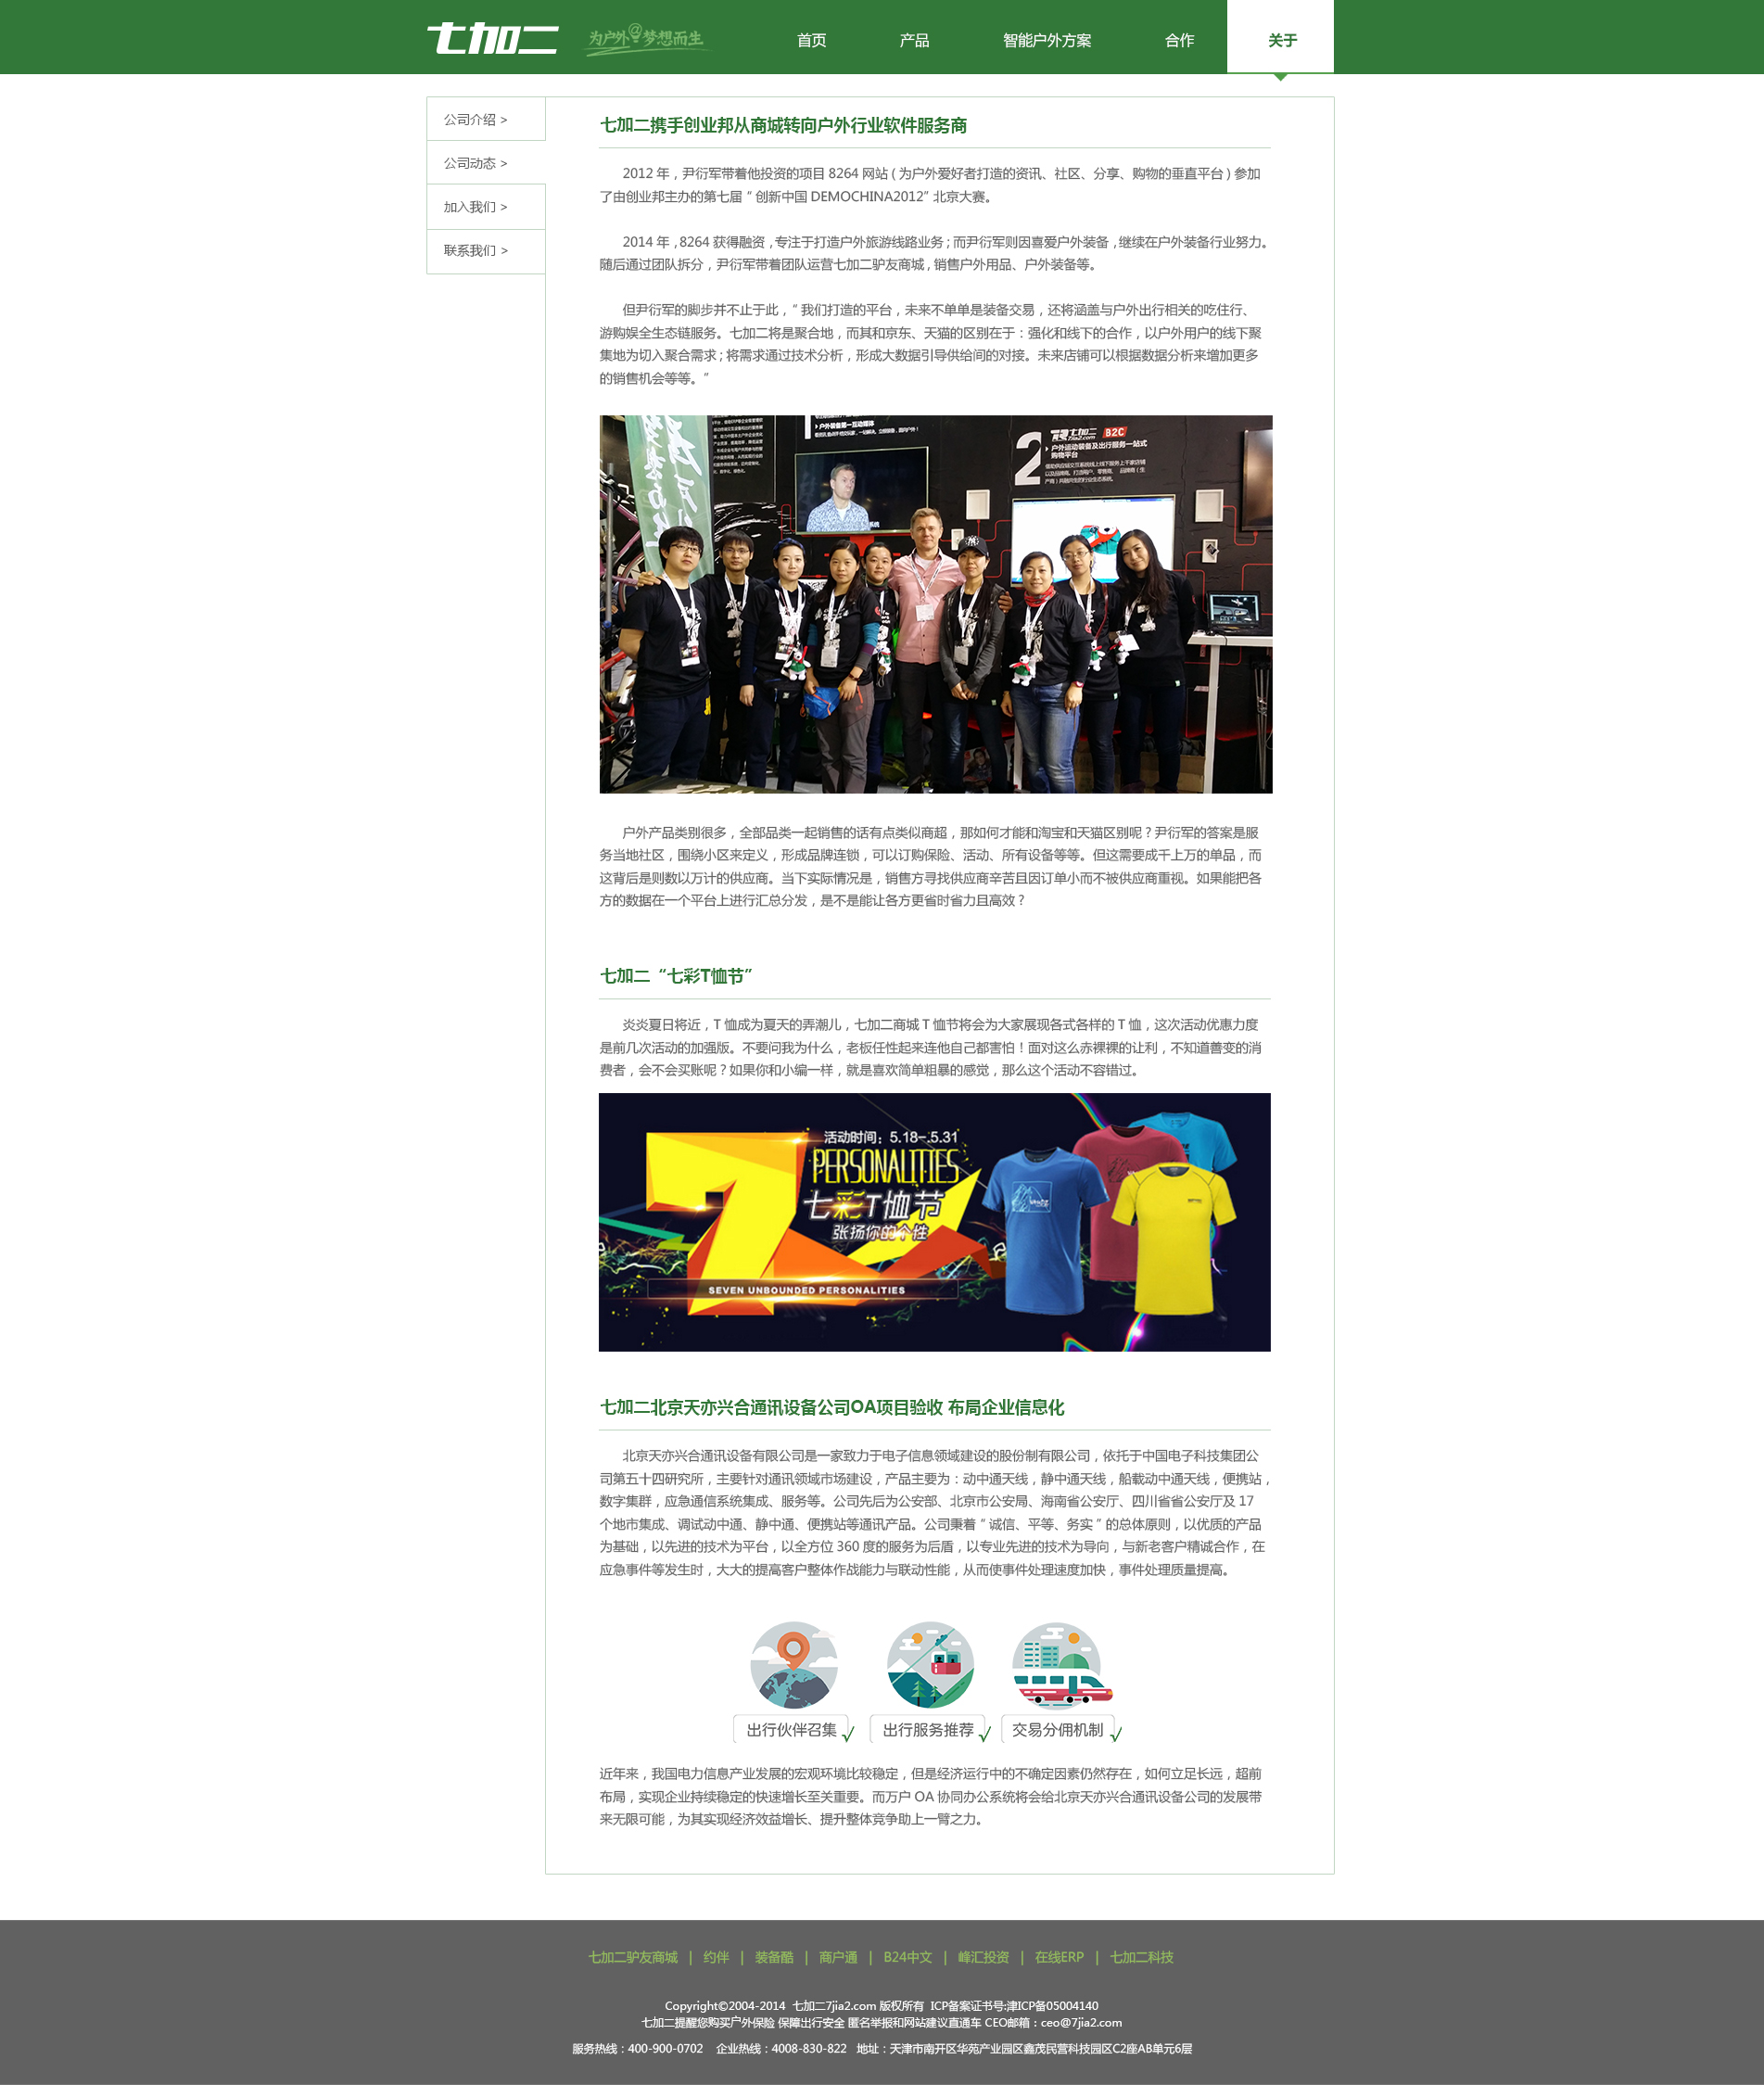 七加二 为户外@梦想而生 首页 产品 智能户外方案 合作 关于
公司介绍 >
公司动态 >
加入我们 >
联系我们 >
七加二携手创业邦从商城转向户外行业软件服务商
2012 年，尹衍军带着他投资的项目 8264 网站 ( 为户外爱好者打造的资讯、社区、分享、购物的垂直平台 ) 参加
了由创业邦主办的第七届 “ 创新中国 DEMOCHINA2012” 北京大赛。
2014 年 , 8264 获得融资 , 专注于打造户外旅游线路业务 ; 而尹衍军则因喜爱户外装备 , 继续在户外装备行业努力。
随后通过团队拆分，尹衍军带着团队运营七加二驴友商城 , 销售户外用品、户外装备等。
但尹衍军的脚步并不止于此，“ 我们打造的平台，未来不单单是装备交易，还将涵盖与户外出行相关的吃住行、
游购娱全生态链服务。七加二将是聚合地，而其和京东、天猫的区别在于：强化和线下的合作，以户外用户的线下聚
集地为切入聚合需求 ; 将需求通过技术分析，形成大数据引导供给间的对接。未来店铺可以根据数据分析来增加更多
的销售机会等等。”
户外装备第一互动媒体
2 七加二 7jia2.com B2C
户外运动装备及出行服务一站式
购物平台
户外产品类别很多，全部品类一起销售的话有点类似商超，那如何才能和淘宝和天猫区别呢？尹衍军的答案是服
务当地社区，围绕小区来定义，形成品牌连锁，可以订购保险、活动、所有设备等等。但这需要成千上万的单品，而
这背后是则数以万计的供应商。当下实际情况是，销售方寻找供应商辛苦且因订单小而不被供应商重视。如果能把各
方的数据在一个平台上进行汇总分发，是不是能让各方更省时省力且高效？
七加二 “七彩T恤节”
炎炎夏日将近，T 恤成为夏天的弄潮儿，七加二商城 T 恤节将会为大家展现各式各样的 T 恤，这次活动优惠力度
是前几次活动的加强版。不要问我为什么，老板任性起来连他自己都害怕！面对这么赤裸裸的让利，不知道善变的消
费者，会不会买账呢？如果你和小编一样，就是喜欢简单粗暴的感觉，那么这个活动不容错过。
活动时间：5.18--5.31
PERSONALITIES
七彩T恤节
张扬你的个性
SEVEN UNBOUNDED PERSONALITIES
七加二北京天亦兴合通讯设备公司OA项目验收 布局企业信息化
北京天亦兴合通讯设备有限公司是一家致力于电子信息领域建设的股份制有限公司，依托于中国电子科技集团公
司第五十四研究所，主要针对通讯领域市场建设，产品主要为：动中通天线，静中通天线，船载动中通天线，便携站，
数字集群，应急通信系统集成、服务等。公司先后为公安部、北京市公安局、海南省公安厅、四川省省公安厅及 17
个地市集成、调试动中通、静中通、便携站等通讯产品。公司秉着 “ 诚信、平等、务实 ” 的总体原则，以优质的产品
为基础，以先进的技术为平台，以全方位 360 度的服务为后盾，以专业先进的技术为导向，与新老客户精诚合作，在
应急事件等发生时，大大的提高客户整体作战能力与联动性能，从而使事件处理速度加快，事件处理质量提高。
出行伙伴召集 出行服务推荐 交易分佣机制
近年来，我国电力信息产业发展的宏观环境比较稳定，但是经济运行中的不确定因素仍然存在，如何立足长远，超前
布局，实现企业持续稳定的快速增长至关重要。而万户 OA 协同办公系统将会给北京天亦兴合通讯设备公司的发展带
来无限可能，为其实现经济效益增长、提升整体竞争助上一臂之力。
七加二驴友商城 | 约伴 | 装备酷 | 商户通 | B24中文 | 峰汇投资 | 在线ERP | 七加二科技
Copyright©2004-2014 七加二7jia2.com 版权所有 ICP备案证书号:津ICP备05004140
七加二提醒您购买户外保险 保障出行安全 匿名举报和网站建议直通车 CEO邮箱：ceo@7jia2.com
服务热线：400-900-0702 企业热线：4008-830-822 地址：天津市南开区华苑产业园区鑫茂民营科技园区C2座AB单元6层